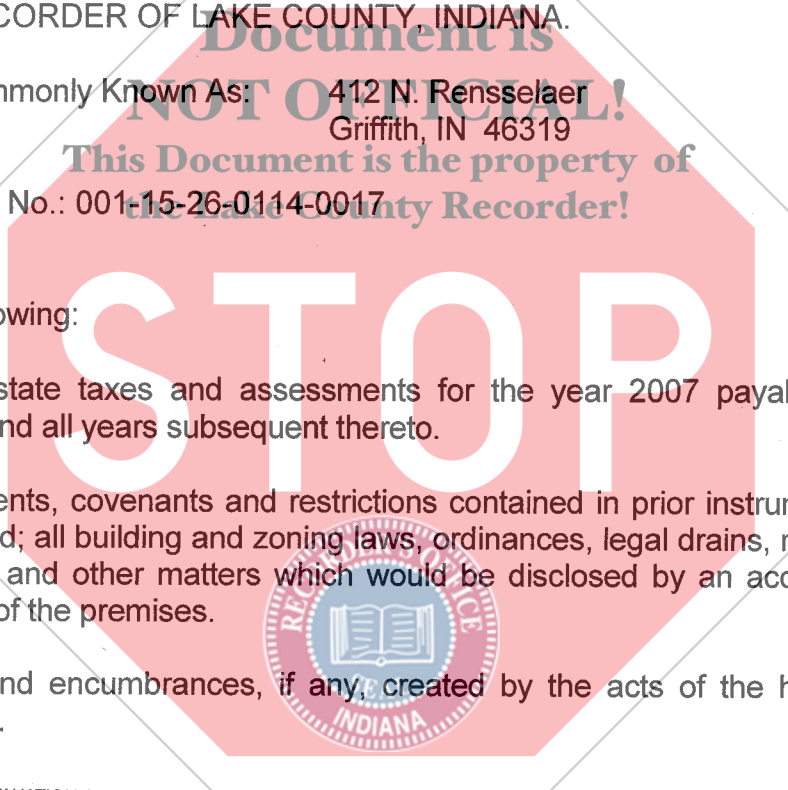 CORDER OF LAKE COUNTY, INDIANA.
Document is
mmonly Known As: 412 N. Rensselaer
NOT OFFICIAL!
Griffith, IN 46319
This Document is the property of
No.: 001-15-26-0114-0017
the Lake County Recorder!
owing:
STOP
state taxes and assessments for the year 2007 payal
nd all years subsequent thereto.
ents, covenants and restrictions contained in prior instru
d; all building and zoning laws, ordinances, legal drains,
and other matters which would be disclosed by an acc
of the premises.
RECORDER'S OFFICE
nd encumbrances, if any, created by the acts of the h
SEAL
INDIANA